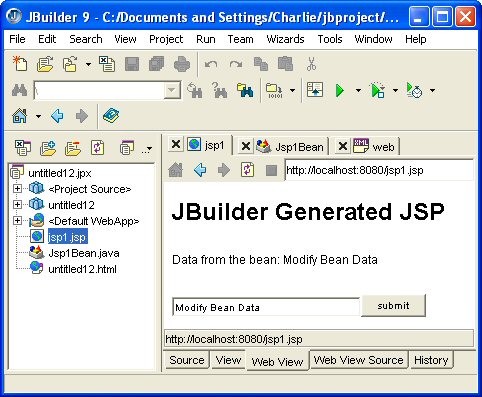 JBuilder 9 - C:/Documents and Settings/Charlie/jbproject/...
File Edit Search View Project Run Team Wizards Tools Window Help
\
jsp1 Jsp1Bean web
http://localhost:8080/jsp1.jsp
untitled12.jpx
<Project Source>
untitled12
<Default WebApp>
jsp1.jsp
Jsp1Bean.java
untitled12.html
JBuilder Generated JSP
Data from the bean: Modify Bean Data
Modify Bean Data submit
http://localhost:8080/jsp1.jsp
Source View Web View Web View Source History